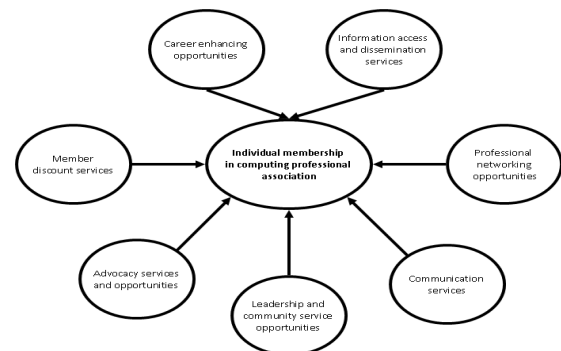 Career enhancing
opportunities
Information access
and dissemination
services
Member
discount services
Individual membership
in computing professional
association
Professional
networking
opportunities
Advocacy services
and opportunities
Leadership and
community service
opportunities
Communication
services